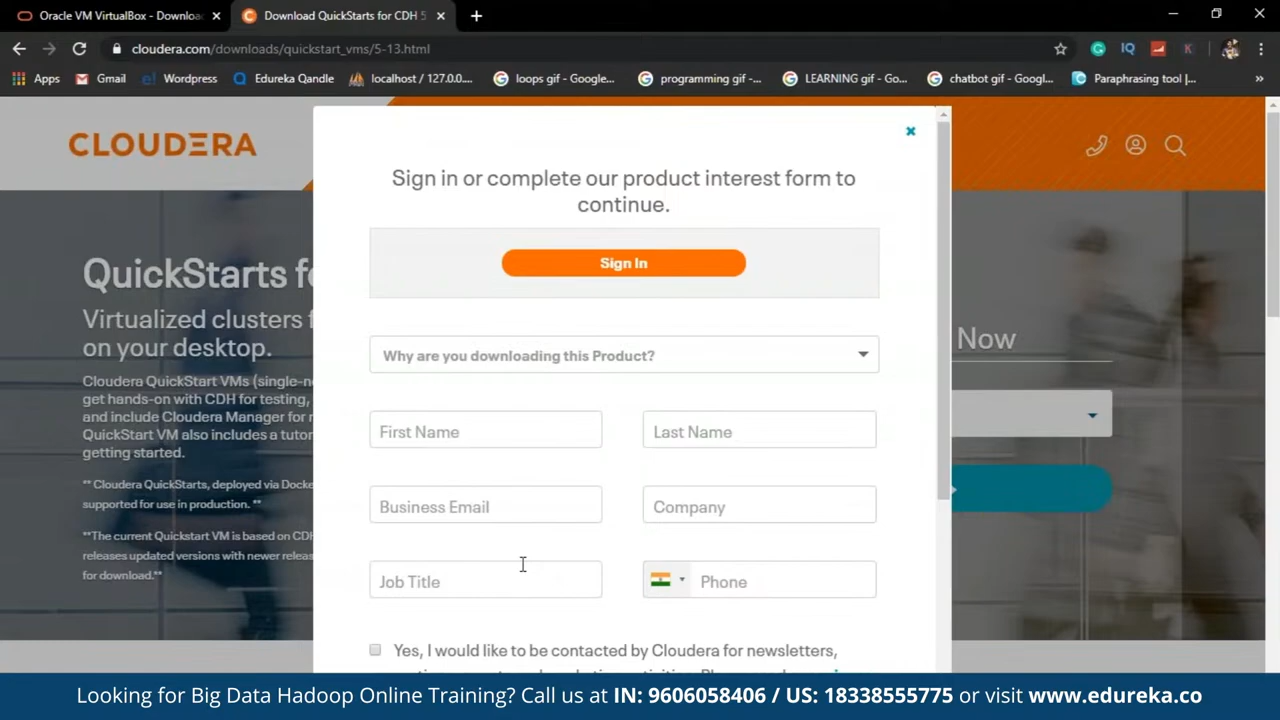 Oracle VM VirtualBox - Downloa
Download QuickStarts for CDH 5
cloudera.com/downloads/quickstart_vms/5-13.html
Apps
Gmail
Wordpress
Edureka Qandle
localhost / 127.0.0....
loops gif - Google...
programming gif -...
LEARNING gif - Go...
chatbot gif - Googl...
Paraphrasing tool |...
CLOUDERA
Sign in or complete our product interest form to
continue.
Sign In
QuickStarts fo
Virtualized clusters f
on your desktop.
Now
Why are you downloading this Product?
Cloudera QuickStart VMs (single-n
get hands-on with CDH for testing,
and include Cloudera Manager for
QuickStart VM also includes a tutor
getting started.
First Name
Last Name
** Cloudera QuickStarts, deployed via Docke
supported for use in production. **
Business Email
Company
**The current Quickstart VM is based on CDH
releases updated versions with newer relea
for download.**
Job Title
Phone
Yes, I would like to be contacted by Cloudera for newsletters,
Looking for Big Data Hadoop Online Training? Call us at IN: 9606058406 / US: 18338555775 or visit www.edureka.co